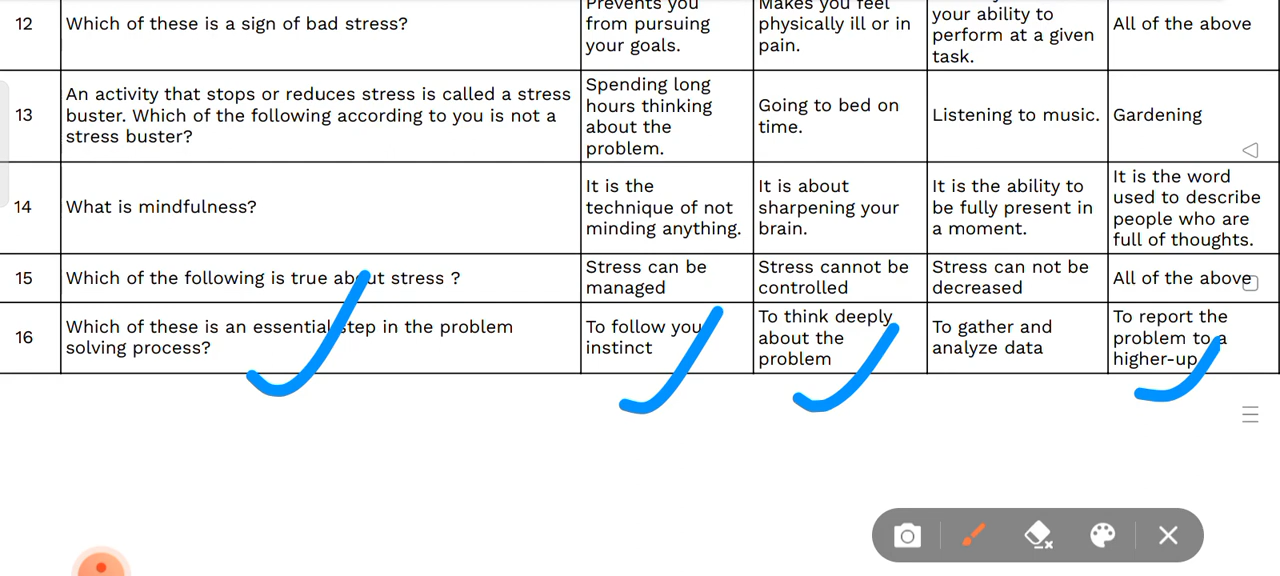 12
Which of these is a sign of bad stress?
Prevents you
from pursuing
your goals.
Makes you feel
physically ill or in
pain.
your ability to
perform at a given
task.
All of the above
13
An activity that stops or reduces stress is called a stress
buster. Which of the following according to you is not a
stress buster?
Spending long
hours thinking
about the
problem.
Going to bed on
time.
Listening to music.
Gardening
14
What is mindfulness?
It is the
technique of not
minding anything.
It is about
sharpening your
brain.
It is the ability to
be fully present in
a moment.
It is the word
used to describe
people who are
full of thoughts.
15
Which of the following is true about stress ?
Stress can be
managed
Stress cannot be
controlled
Stress can not be
decreased
All of the above
16
Which of these is an essential step in the problem
solving process?
To follow you
instinct
To think deeply
about the
problem
To gather and
analyze data
To report the
problem to a
higher-up